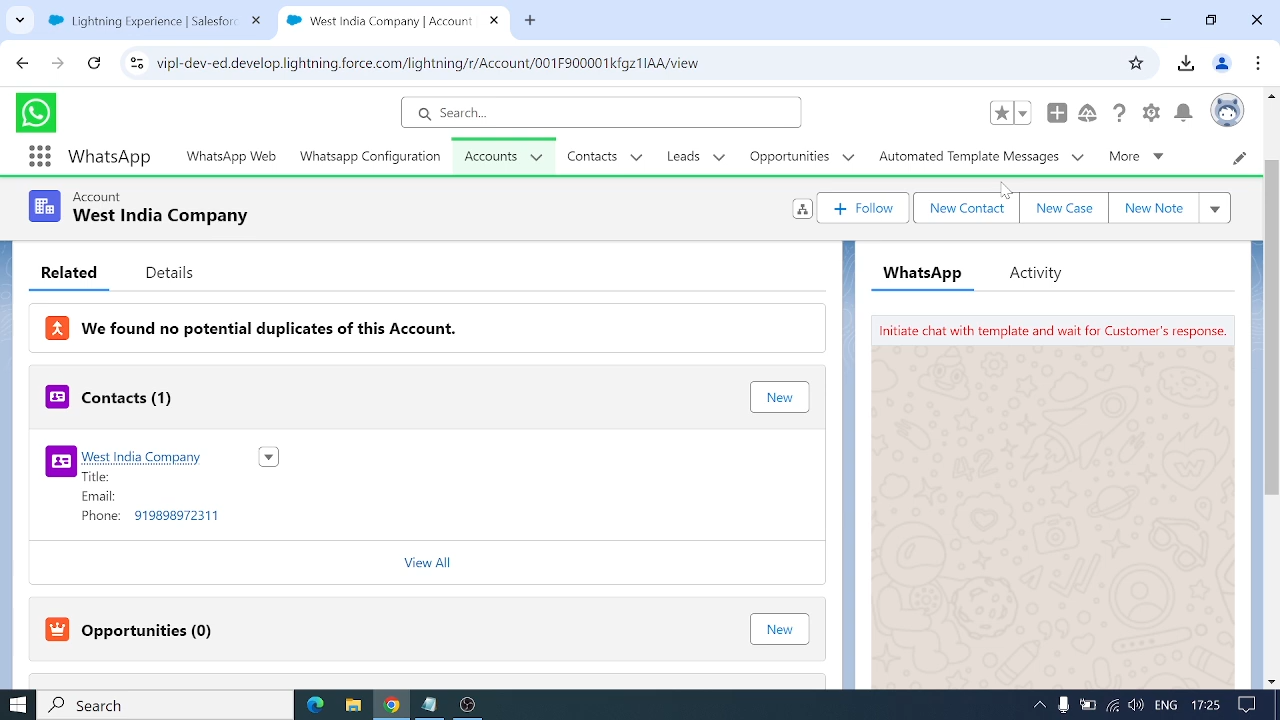 Lightning Experience | Salesforc
West India Company | Account
vipl-dev-ed.develop.lightning.force.com/lightning/r/Account/001F900001kfgz1IAA/view
Search...
WhatsApp
WhatsApp Web
Whatsapp Configuration
Accounts
Contacts
Leads
Opportunities
Automated Template Messages
More
Account
West India Company
Follow
New Contact
New Case
New Note
Related
Details
WhatsApp
Activity
We found no potential duplicates of this Account.
Initiate chat with template and wait for Customer's response.
Contacts (1)
New
West India Company
Title:
Email:
Phone: 919898972311
View All
Opportunities (0)
New
Search
ENG
17:25